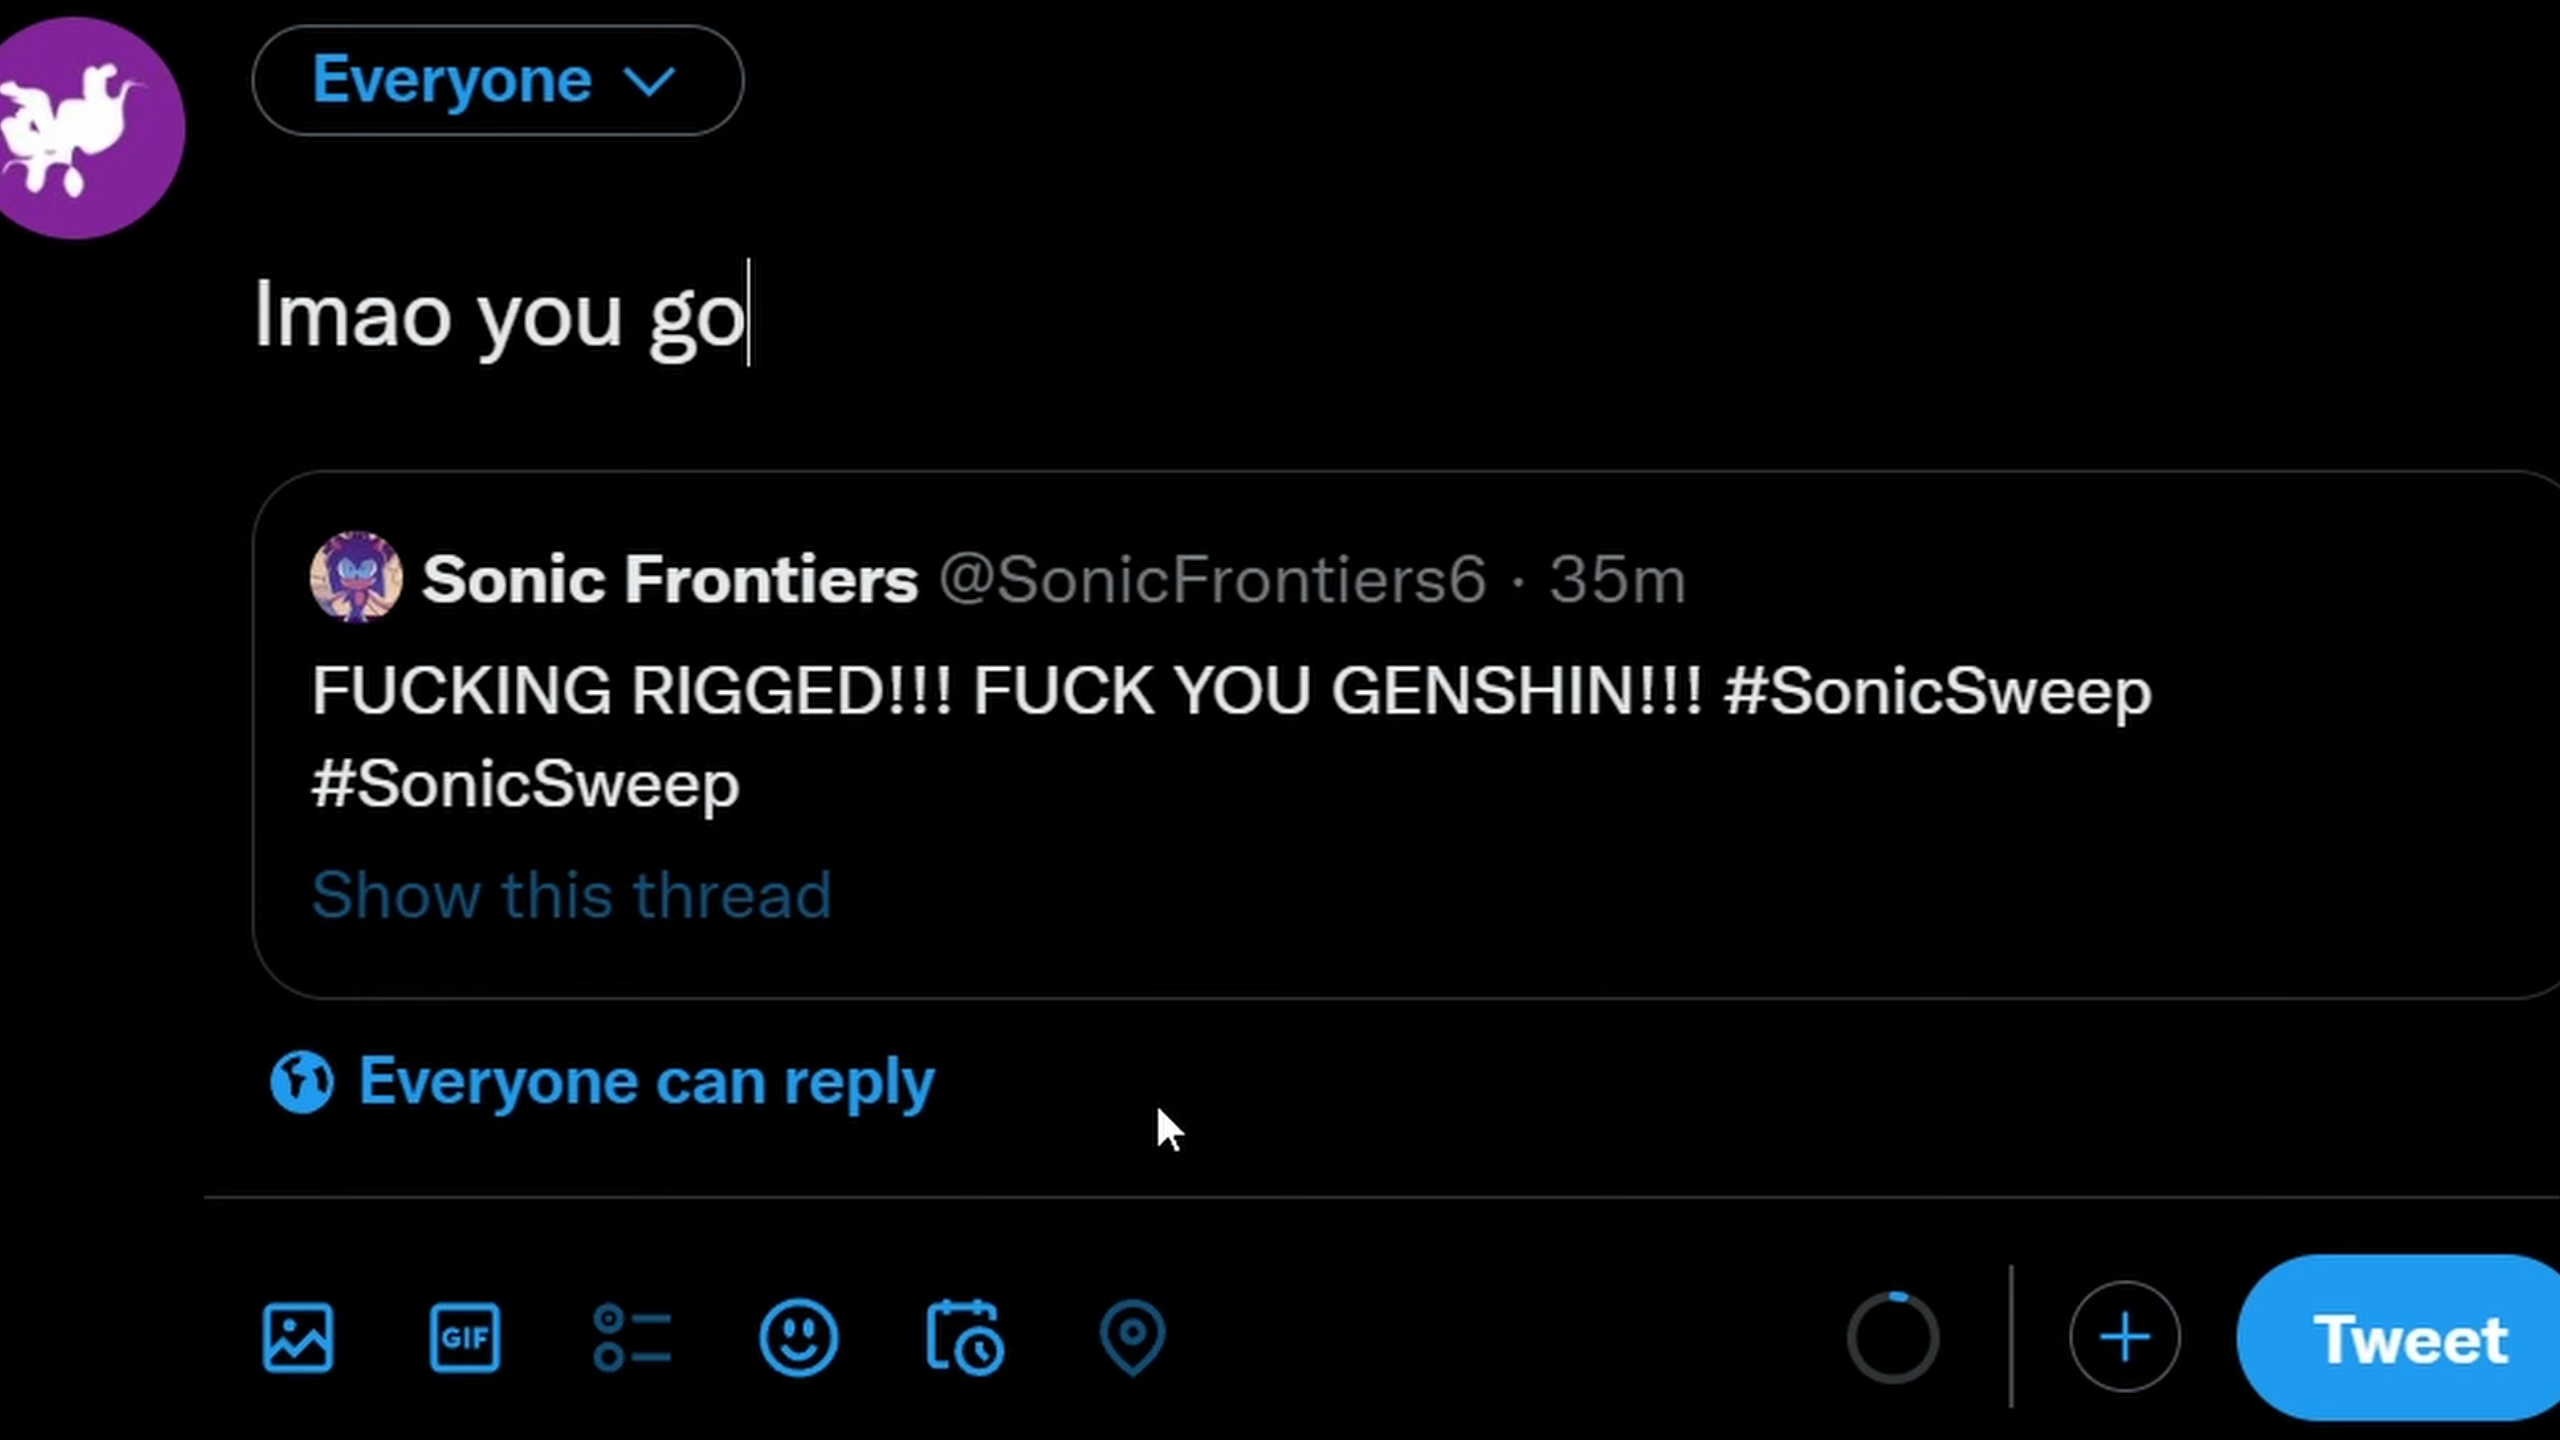 Everyone
lmao you go
Sonic Frontiers @SonicFrontiers6 · 35m
FUCKING RIGGED!!! FUCK YOU GENSHIN!!! #SonicSweep
#SonicSweep
Show this thread
Everyone can reply
GIF
Tweet